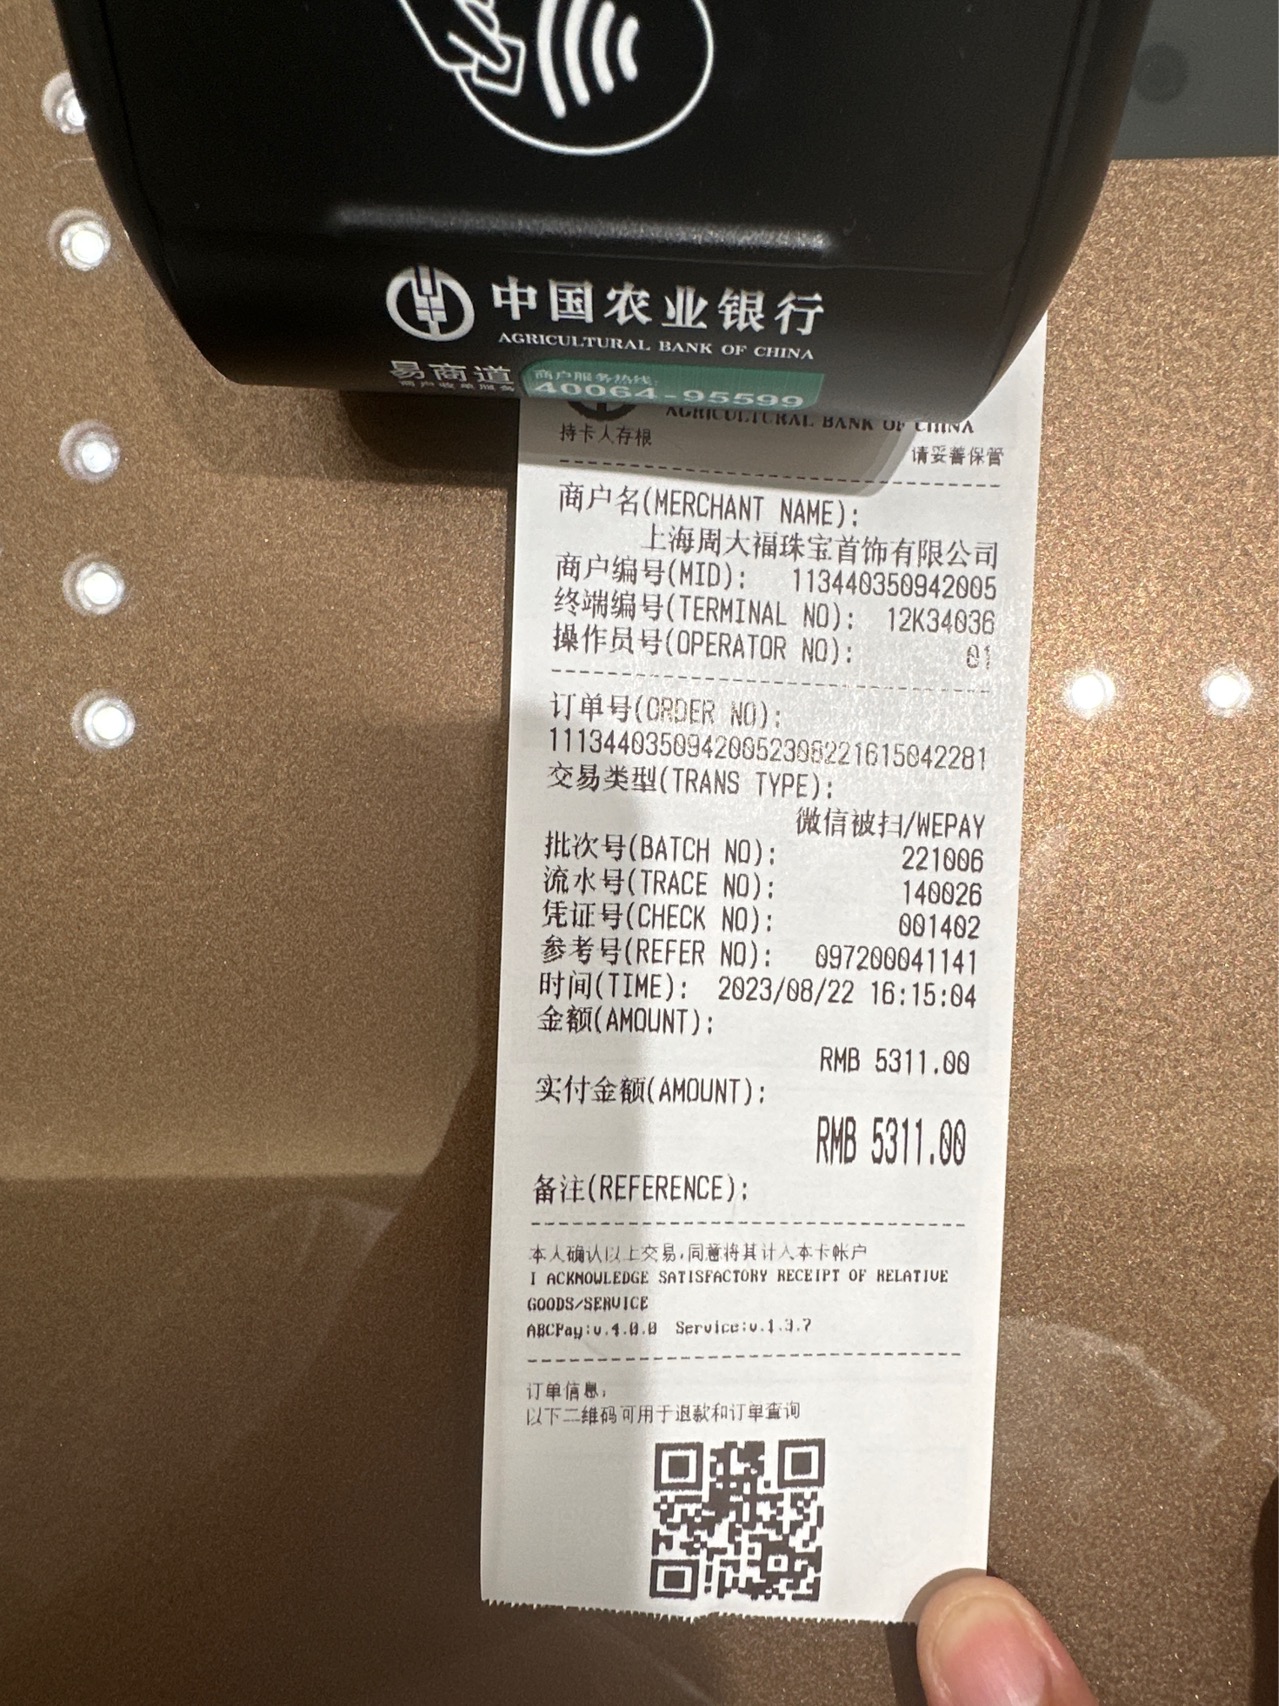 中国农业银行
AGRICULTURAL BANK OF CHINA
易商道
商户收单服务
商户服务热线:
40064-95599
AGRICULTURAL BANK OF CHINA
持卡人存根
请妥善保管
商户名(MERCHANT NAME):
上海周大福珠宝首饰有限公司
商户编号(MID): 113440350942005
终端编号(TERMINAL NO): 12K34036
操作员号(OPERATOR NO): 01
订单号(ORDER NO):
11134403509420052308221615042281
交易类型(TRANS TYPE):
微信被扫/WEPAY
批次号(BATCH NO): 221006
流水号(TRACE NO): 140026
凭证号(CHECK NO): 001402
参考号(REFER NO): 097200041141
时间(TIME): 2023/08/22 16:15:04
金额(AMOUNT):
RMB 5311.00
实付金额(AMOUNT):
RMB 5311.00
备注(REFERENCE):
本人确认以上交易,同意将其计入本卡帐户
I ACKNOWLEDGE SATISFACTORY RECEIPT OF RELATIVE
GOODS/SERVICE
ABCPay:v.4.0.0 Service:v.1.3.7
订单信息:
以下二维码可用于退款和订单查询